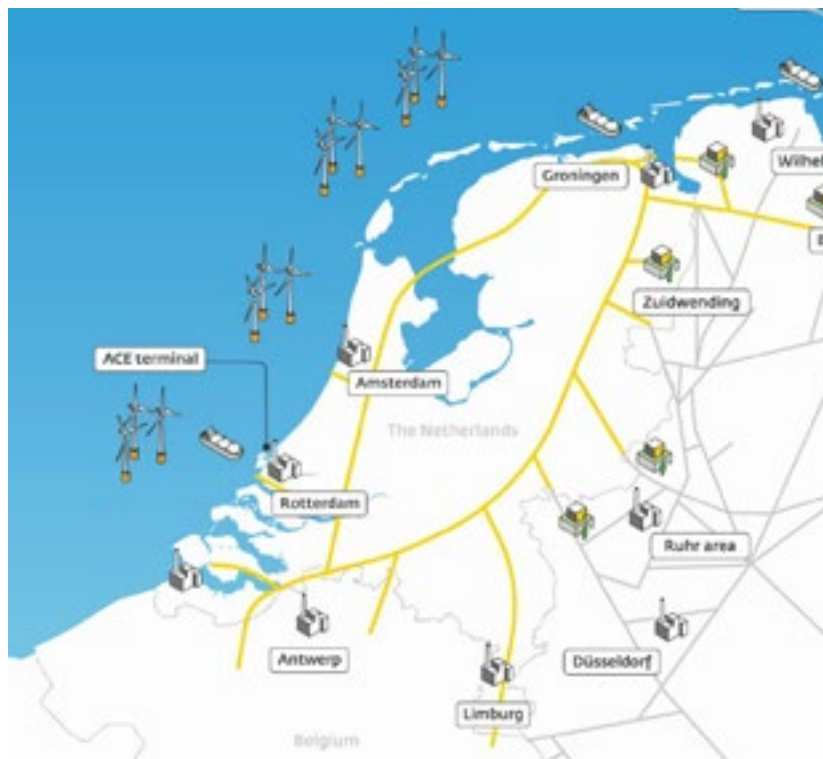 Groningen
Wilhel
Zuidwending
ACE terminal
Amsterdam
The Netherlands
Rotterdam
Ruhr area
Antwerp
Düsseldorf
Limburg
Belgium